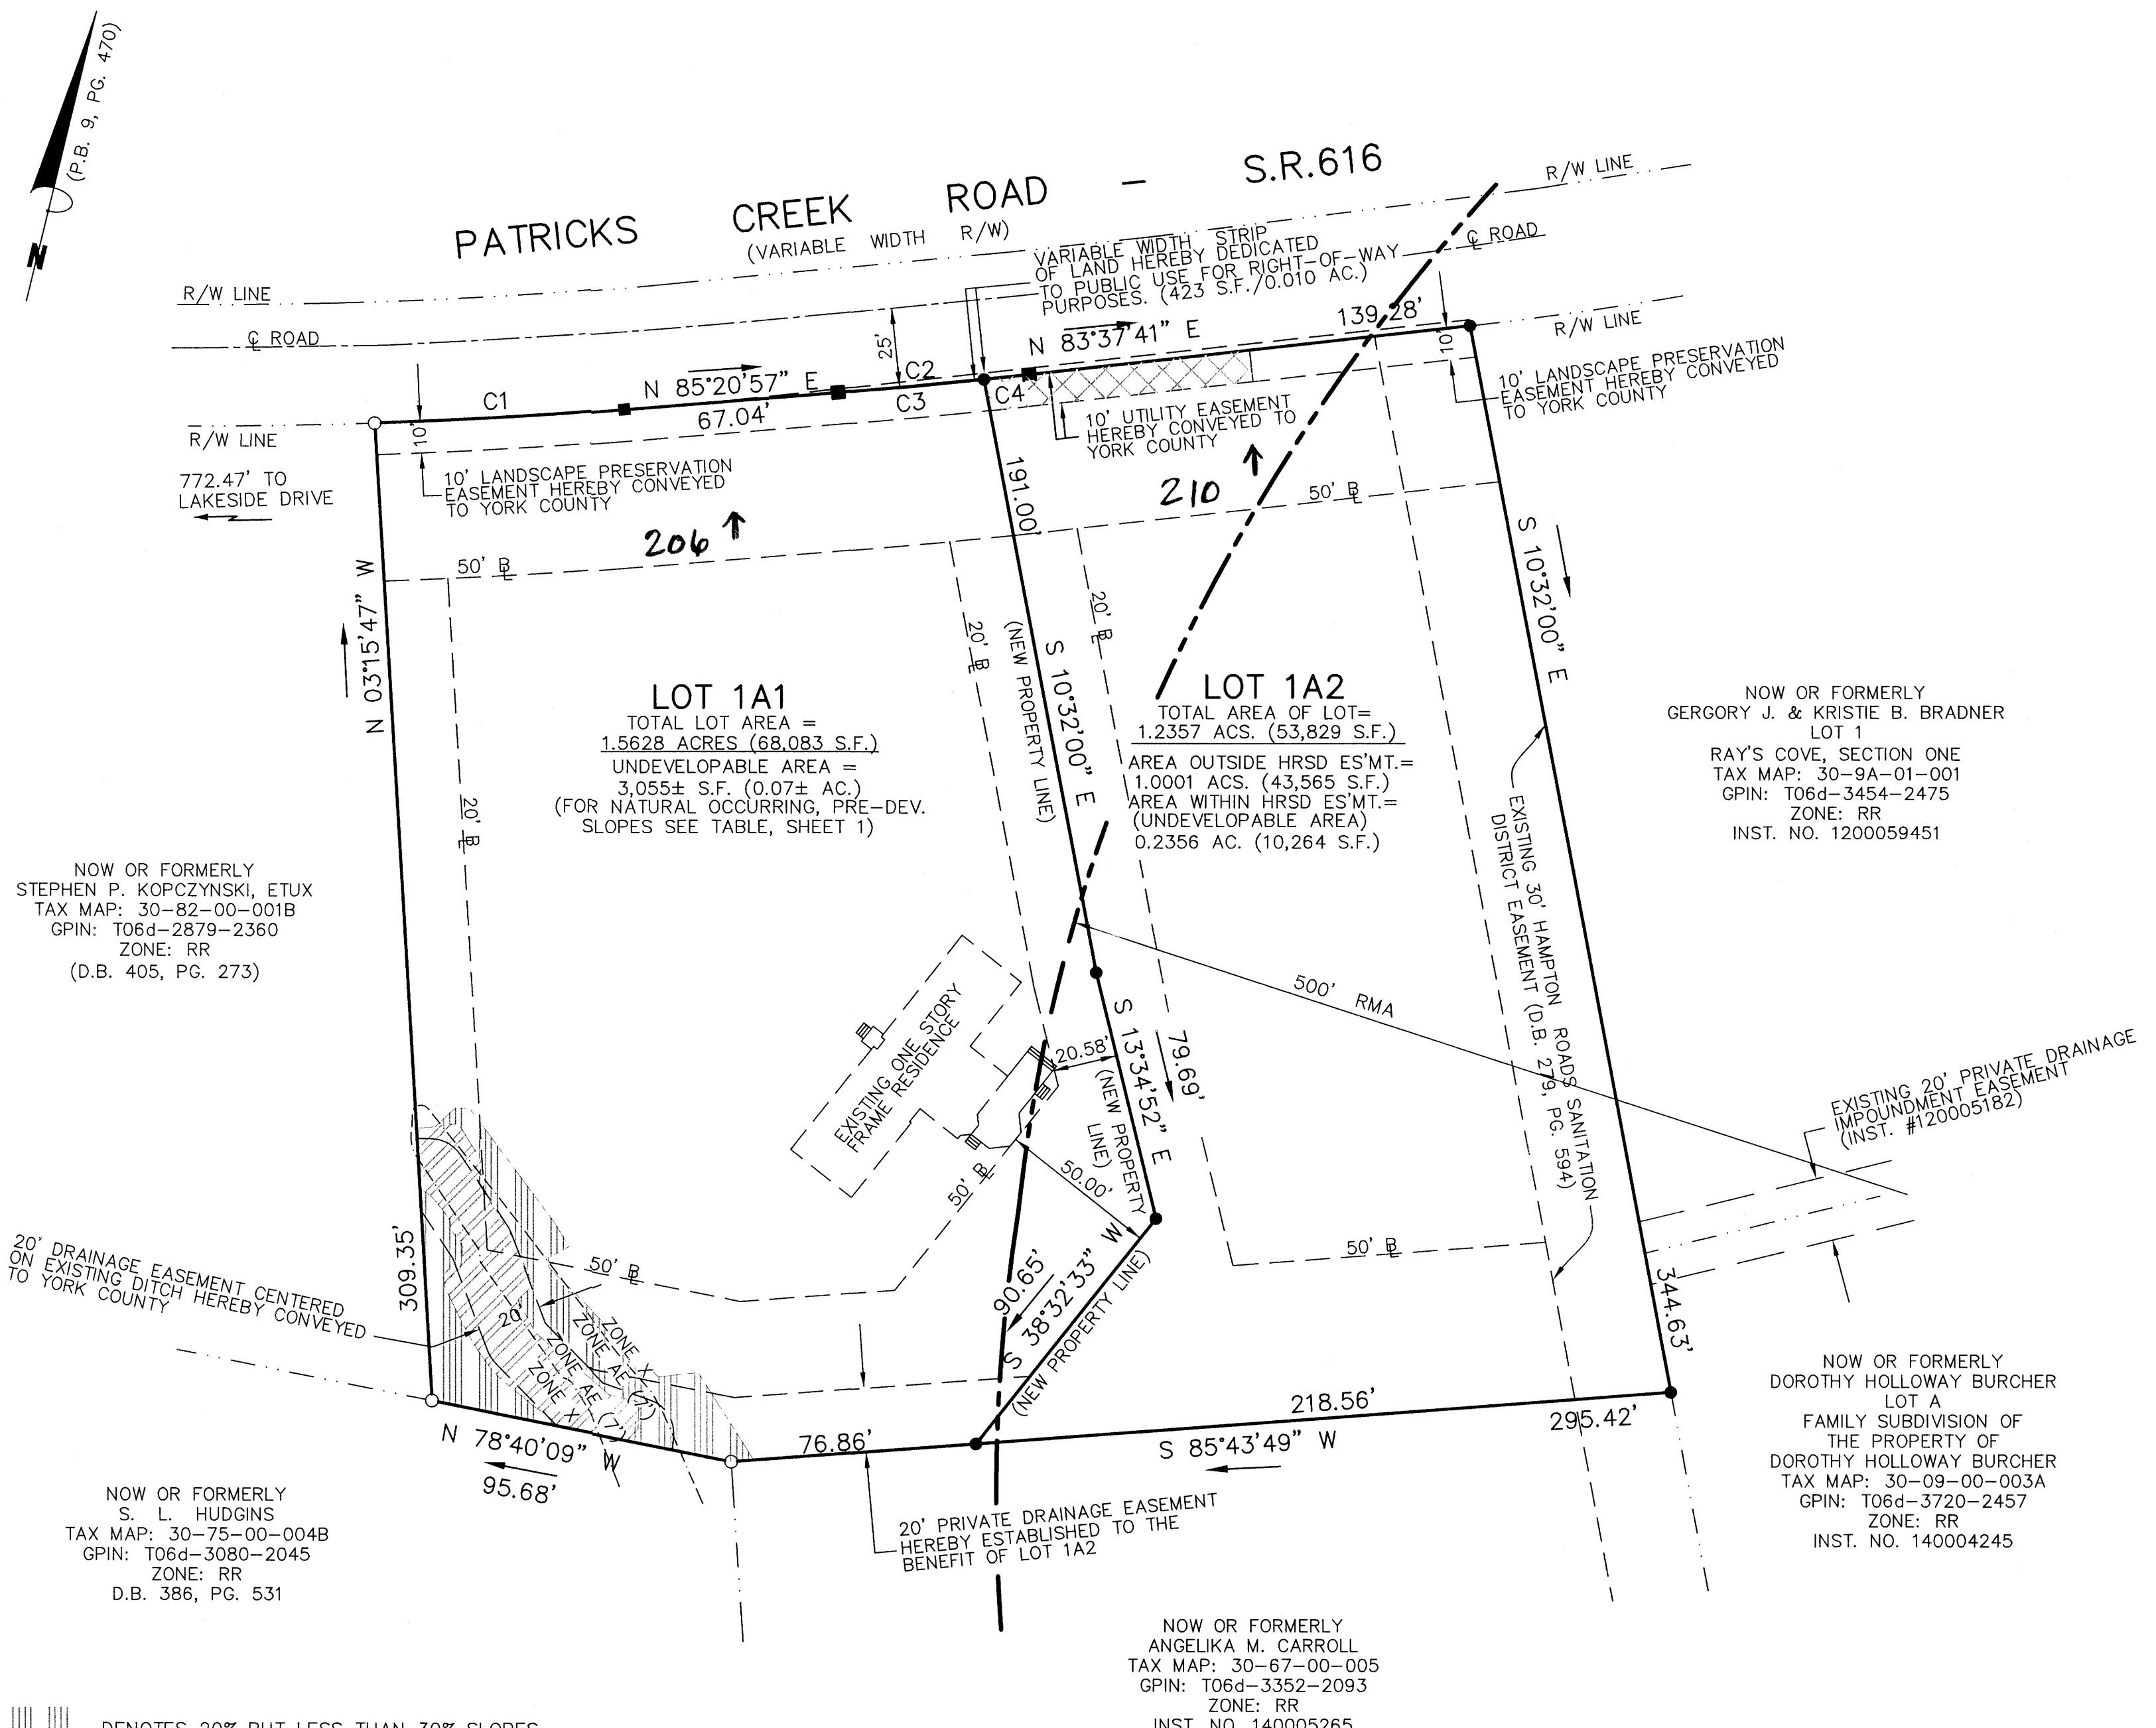 (P.B. 9, PG. 470)
N
PATRICKS CREEK ROAD – S.R.616
(VARIABLE WIDTH R/W)
R/W LINE
℄ ROAD
R/W LINE
℄ ROAD
R/W LINE
VARIABLE WIDTH STRIP
OF LAND HEREBY DEDICATED
TO PUBLIC USE FOR RIGHT-OF-WAY
PURPOSES. (423 S.F./0.010 AC.)
N 83°37'41" E
139.28'
25'
C1
N 85°20'57" E
67.04'
C2
C3
C4
10'
10'
R/W LINE
772.47' TO
LAKESIDE DRIVE
10' LANDSCAPE PRESERVATION
EASEMENT HEREBY CONVEYED
TO YORK COUNTY
10' UTILITY EASEMENT
HEREBY CONVEYED TO
YORK COUNTY
10' LANDSCAPE PRESERVATION
EASEMENT HEREBY CONVEYED
TO YORK COUNTY
206
210
50' BL
50' BL
191.00'
S 10°32'00" E
(NEW PROPERTY LINE)
20' BL
20' BL
20' BL
N 03°15'47" W
309.35'
S 10°32'00" E
344.63'
LOT 1A1
TOTAL LOT AREA =
1.5628 ACRES (68,083 S.F.)
UNDEVELOPABLE AREA =
3,055± S.F. (0.07± AC.)
(FOR NATURAL OCCURRING, PRE-DEV.
SLOPES SEE TABLE, SHEET 1)
LOT 1A2
TOTAL AREA OF LOT=
1.2357 ACS. (53,829 S.F.)
AREA OUTSIDE HRSD ES'MT.=
1.0001 ACS. (43,565 S.F.)
AREA WITHIN HRSD ES'MT.=
(UNDEVELOPABLE AREA)
0.2356 AC. (10,264 S.F.)
NOW OR FORMERLY
GERGORY J. & KRISTIE B. BRADNER
LOT 1
RAY'S COVE, SECTION ONE
TAX MAP: 30-9A-01-001
GPIN: T06d-3454-2475
ZONE: RR
INST. NO. 1200059451
NOW OR FORMERLY
STEPHEN P. KOPCZYNSKI, ETUX
TAX MAP: 30-82-00-001B
GPIN: T06d-2879-2360
ZONE: RR
(D.B. 405, PG. 273)
EXISTING 30' HAMPTON ROADS SANITATION
DISTRICT EASEMENT (D.B. 279, PG. 594)
500' RMA
EXISTING ONE STORY
FRAME RESIDENCE
20.58'
S 13°34'52" E
79.69'
(NEW PROPERTY
LINE)
50.00'
50' BL
50' BL
50' BL
EXISTING 20' PRIVATE DRAINAGE
IMPOUNDMENT EASEMENT
(INST. #120005182)
20' DRAINAGE EASEMENT CENTERED
ON EXISTING DITCH HEREBY CONVEYED
TO YORK COUNTY
20'
ZONE X
ZONE AE (7')
ZONE AE (7')
ZONE X
90.65'
S 38°32'33" W
(NEW PROPERTY LINE)
N 78°40'09" W
95.68'
76.86'
218.56'
S 85°43'49" W
295.42'
20' PRIVATE DRAINAGE EASEMENT
HEREBY ESTABLISHED TO THE
BENEFIT OF LOT 1A2
NOW OR FORMERLY
DOROTHY HOLLOWAY BURCHER
LOT A
FAMILY SUBDIVISION OF
THE PROPERTY OF
DOROTHY HOLLOWAY BURCHER
TAX MAP: 30-09-00-003A
GPIN: T06d-3720-2457
ZONE: RR
INST. NO. 140004245
NOW OR FORMERLY
S. L. HUDGINS
TAX MAP: 30-75-00-004B
GPIN: T06d-3080-2045
ZONE: RR
D.B. 386, PG. 531
NOW OR FORMERLY
ANGELIKA M. CARROLL
TAX MAP: 30-67-00-005
GPIN: T06d-3352-2093
ZONE: RR
INST. NO. 140005265
DENOTES 20% BUT LESS THAN 30% SLOPES